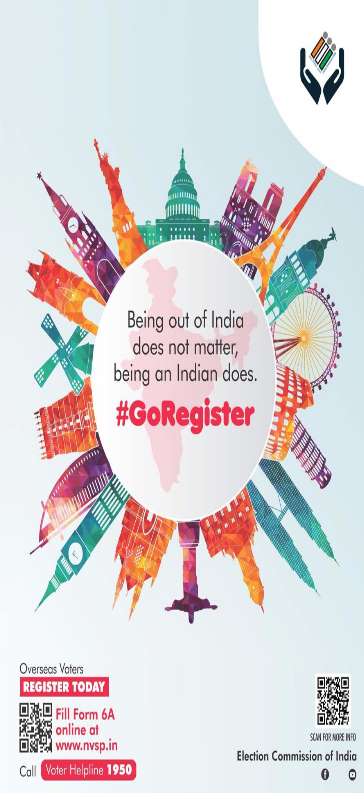 Being out of India
does not matter,
being an Indian does.
#GoRegister
Overseas Voters
REGISTER TODAY
Fill Form 6A
online at
www.nvsp.in
Call Voter Helpline 1950
SCAN FOR MORE INFO
Election Commission of India